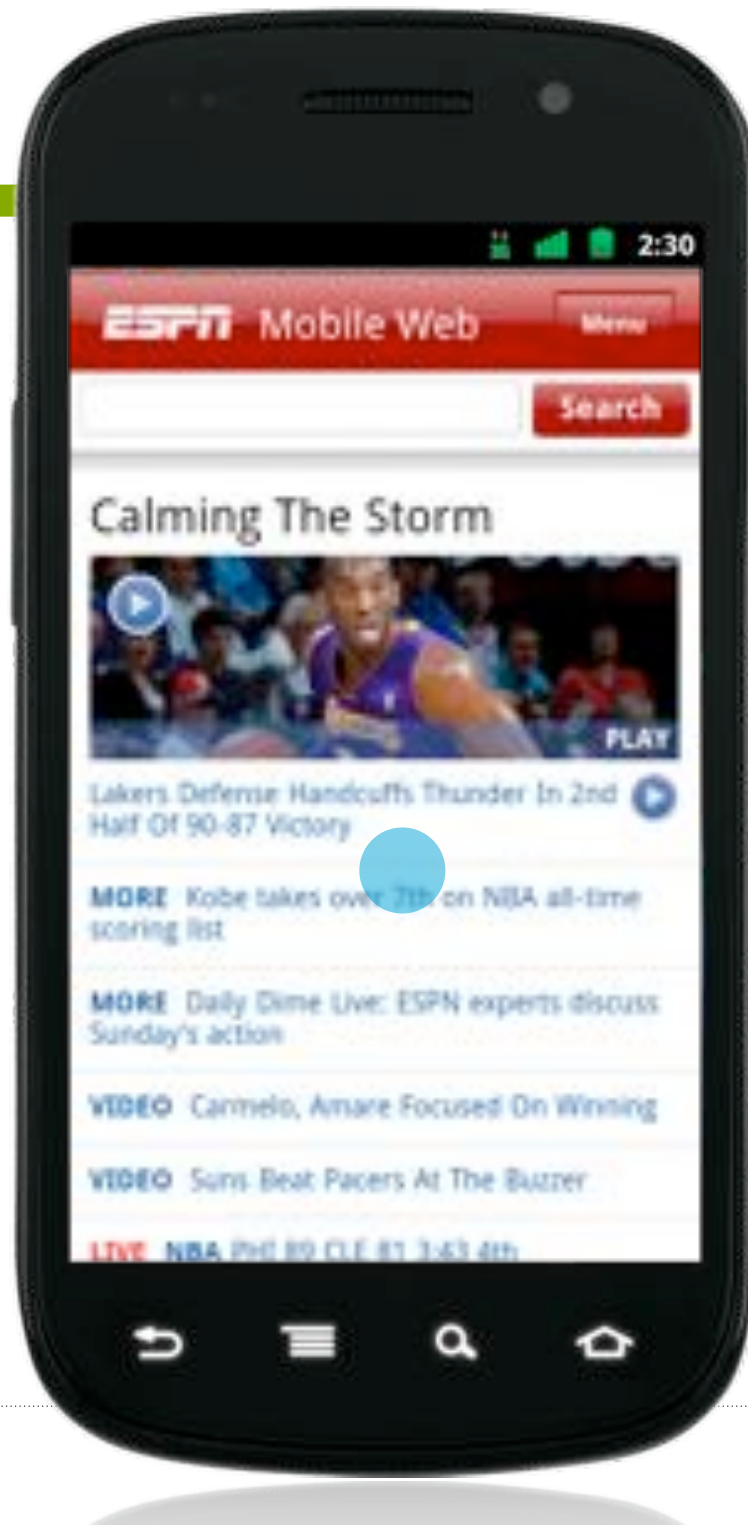 2:30
ESPN Mobile Web Menu
Search
Calming The Storm
PLAY
Lakers Defense Handcuffs Thunder In 2nd
Half Of 90-87 Victory
MORE Kobe takes over 7th on NBA all-time
scoring list
MORE Daily Dime Live: ESPN experts discuss
Sunday's action
VIDEO Carmelo, Amare Focused On Winning
VIDEO Suns Beat Pacers At The Buzzer
LIVE NBA PHI 89 CLE 81 3:43 4th